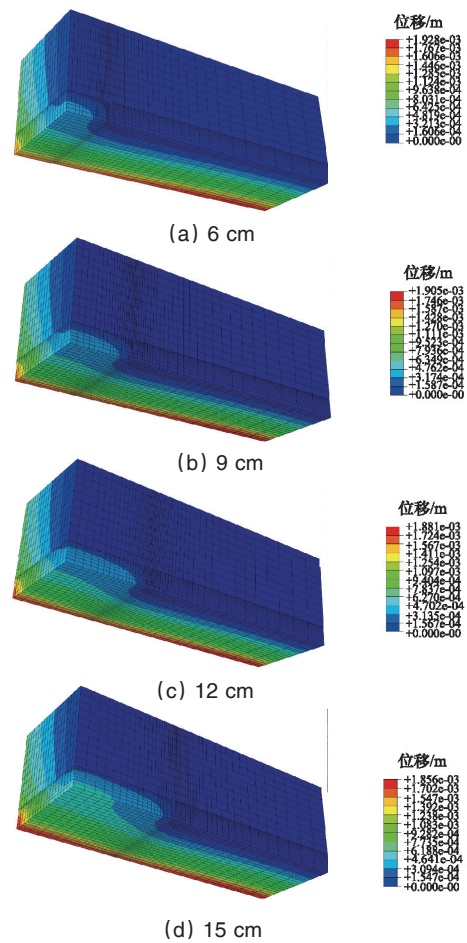 位移/m
+1.928e-03
+1.767e-03
+1.606e-03
+1.446e-03
+1.285e-03
+1.124e-03
+9.638e-04
+8.031e-04
+6.425e-04
+4.819e-04
+3.213e-04
+1.606e-04
+0.000e-00
(a) 6 cm
位移/m
+1.905e-03
+1.746e-03
+1.587e-03
+1.428e-03
+1.270e-03
+1.111e-03
+9.523e-04
+7.936e-04
+6.349e-04
+4.762e-04
+3.174e-04
+1.587e-04
+0.000e-00
(b) 9 cm
位移/m
+1.881e-03
+1.724e-03
+1.567e-03
+1.411e-03
+1.254e-03
+1.097e-03
+9.404e-04
+7.837e-04
+6.270e-04
+4.702e-04
+3.135e-04
+1.567e-04
+0.000e-00
(c) 12 cm
位移/m
+1.856e-03
+1.702e-03
+1.547e-03
+1.392e-03
+1.238e-03
+1.083e-03
+9.282e-04
+7.735e-04
+6.188e-04
+4.641e-04
+3.094e-04
+1.547e-04
+0.000e-00
(d) 15 cm